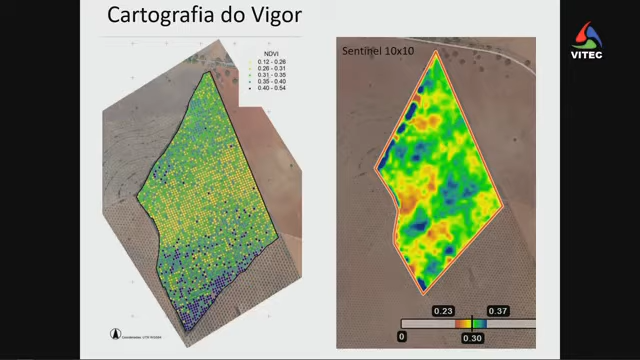 Cartografia do Vigor
NDVI
0.12 - 0.26
0.26 - 0.31
0.31 - 0.35
0.35 - 0.40
0.40 - 0.54
Sentinel 10x10
VITEC
0.23
0.37
0
0.30